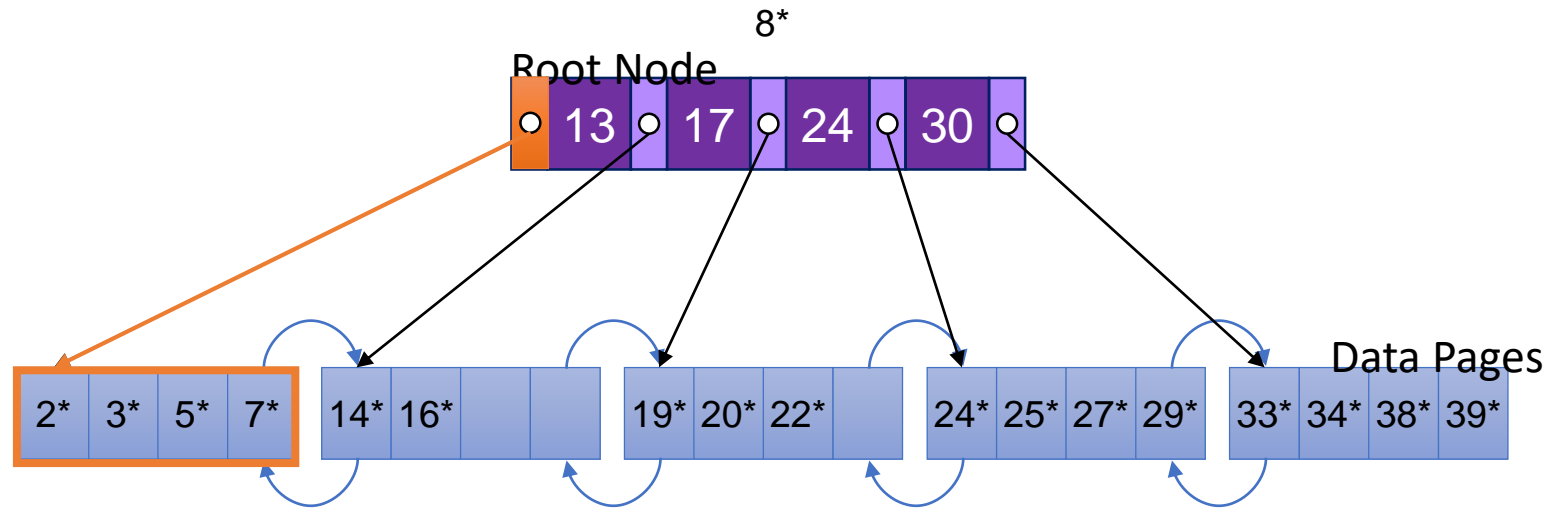 8*
Root Node
13 17 24 30
Data Pages
2* 3* 5* 7* 14* 16* 19* 20* 22* 24* 25* 27* 29* 33* 34* 38* 39*